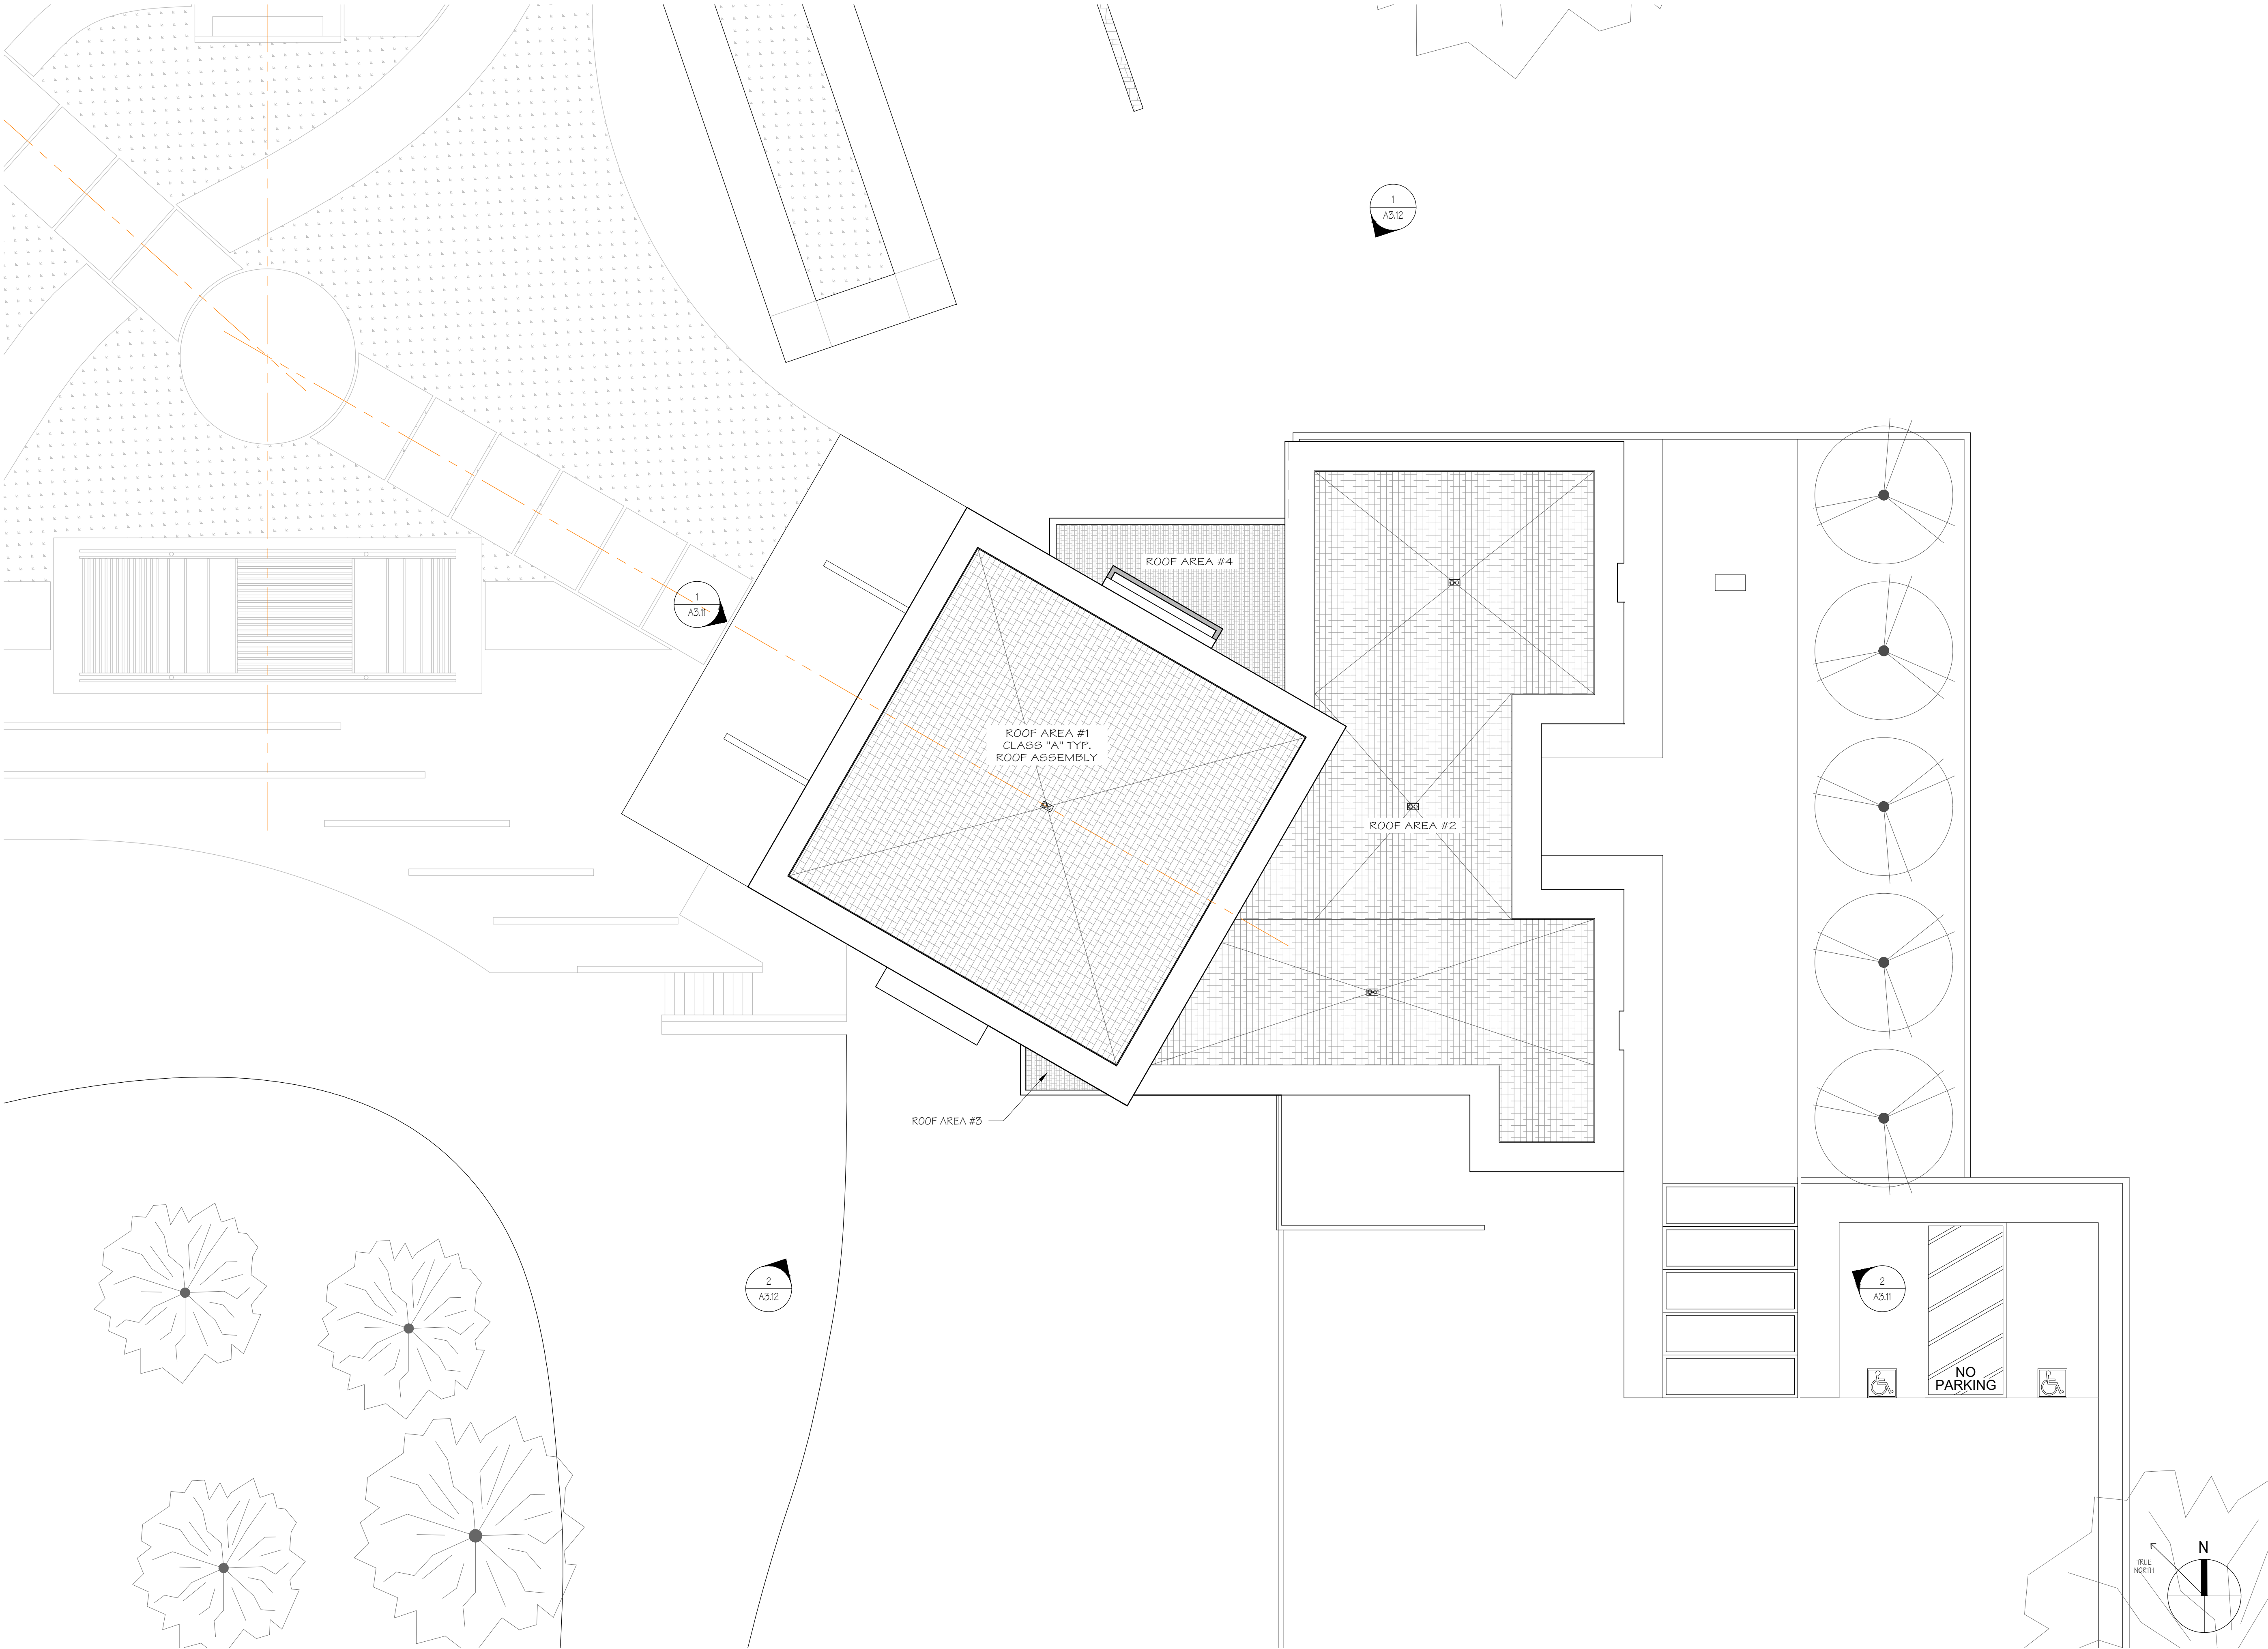 1
A3.12
ROOF AREA #4
1
A3.11
ROOF AREA #1
CLASS "A" TYP.
ROOF ASSEMBLY
ROOF AREA #2
ROOF AREA #3
2
A3.12
2
A3.11
NO
PARKING
N
TRUE
NORTH